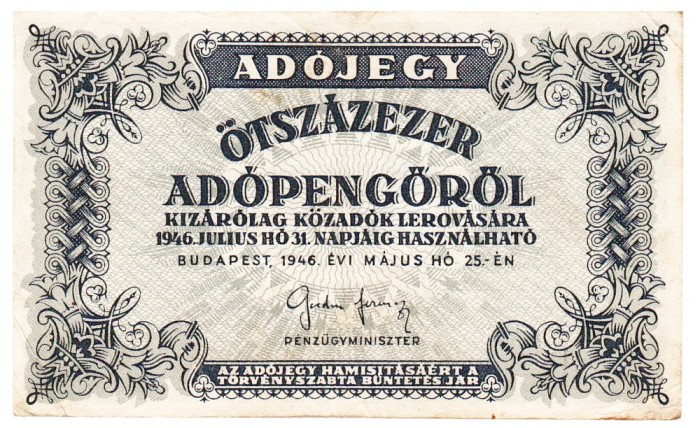 ADÓJEGY
ÖTSZÁZEZER
ADÓPENGŐRŐL
KIZÁRÓLAG KÖZADÓK LEROVÁSÁRA
1946. JULIUS HÓ 31. NAPJÁIG HASZNÁLHATÓ
BUDAPEST, 1946. ÉVI MÁJUS HÓ 25.-ÉN
PÉNZÜGYMINISZTER
AZ ADÓJEGY HAMISITÁSÁÉRT A
TÖRVÉNYSZABTA BÜNTETÉS JÁR